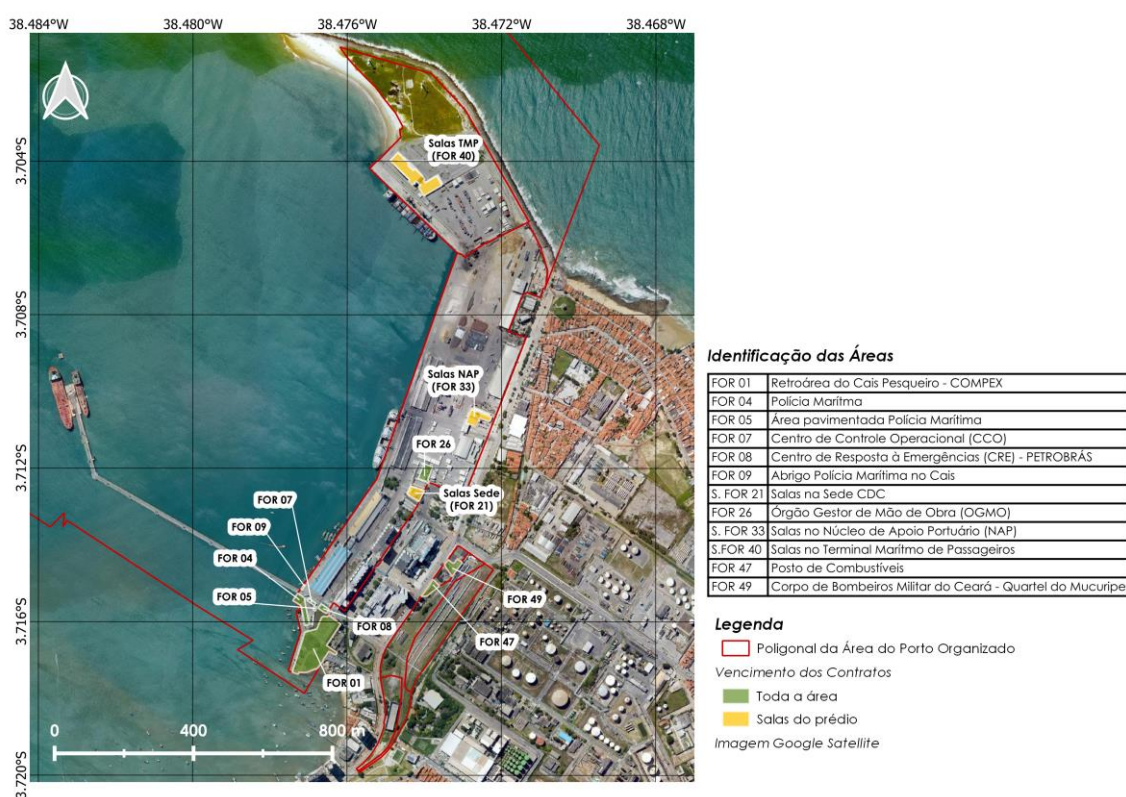 38.484°W 38.480°W 38.476°W 38.472°W 38.468°W
3.704°S
3.708°S
3.712°S
3.716°S
3.720°S
Salas TMP
(FOR 40)
Salas NAP
(FOR 33)
FOR 26
Salas Sede
(FOR 21)
FOR 07
FOR 09
FOR 04
FOR 05
FOR 08
FOR 49
FOR 47
FOR 01
0 400 800 m
Identificação das Áreas
FOR 01 Retroárea do Cais Pesqueiro - COMPEX
FOR 04 Polícia Marítma
FOR 05 Área pavimentada Polícia Marítima
FOR 07 Centro de Controle Operacional (CCO)
FOR 08 Centro de Resposta à Emergências (CRE) - PETROBRÁS
FOR 09 Abrigo Polícia Marítima no Cais
S. FOR 21 Salas na Sede CDC
FOR 26 Órgão Gestor de Mão de Obra (OGMO)
S. FOR 33 Salas no Núcleo de Apoio Portuário (NAP)
S.FOR 40 Salas no Terminal Marítmo de Passageiros
FOR 47 Posto de Combustíveis
FOR 49 Corpo de Bombeiros Militar do Ceará - Quartel do Mucuripe
Legenda
Poligonal da Área do Porto Organizado
Vencimento dos Contratos
Toda a área
Salas do prédio
Imagem Google Satellite